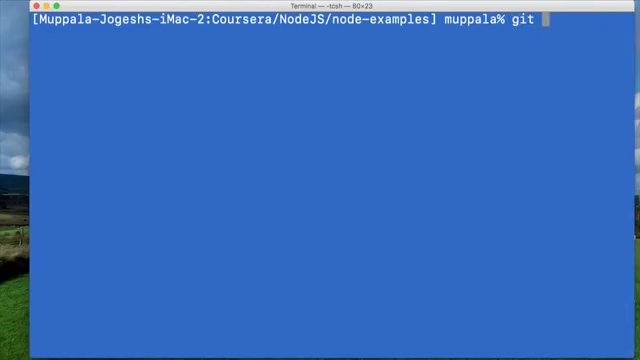 Terminal — -tcsh — 80×23
[Muppala-Jogeshs-iMac-2:Coursera/NodeJS/node-examples] muppala% git